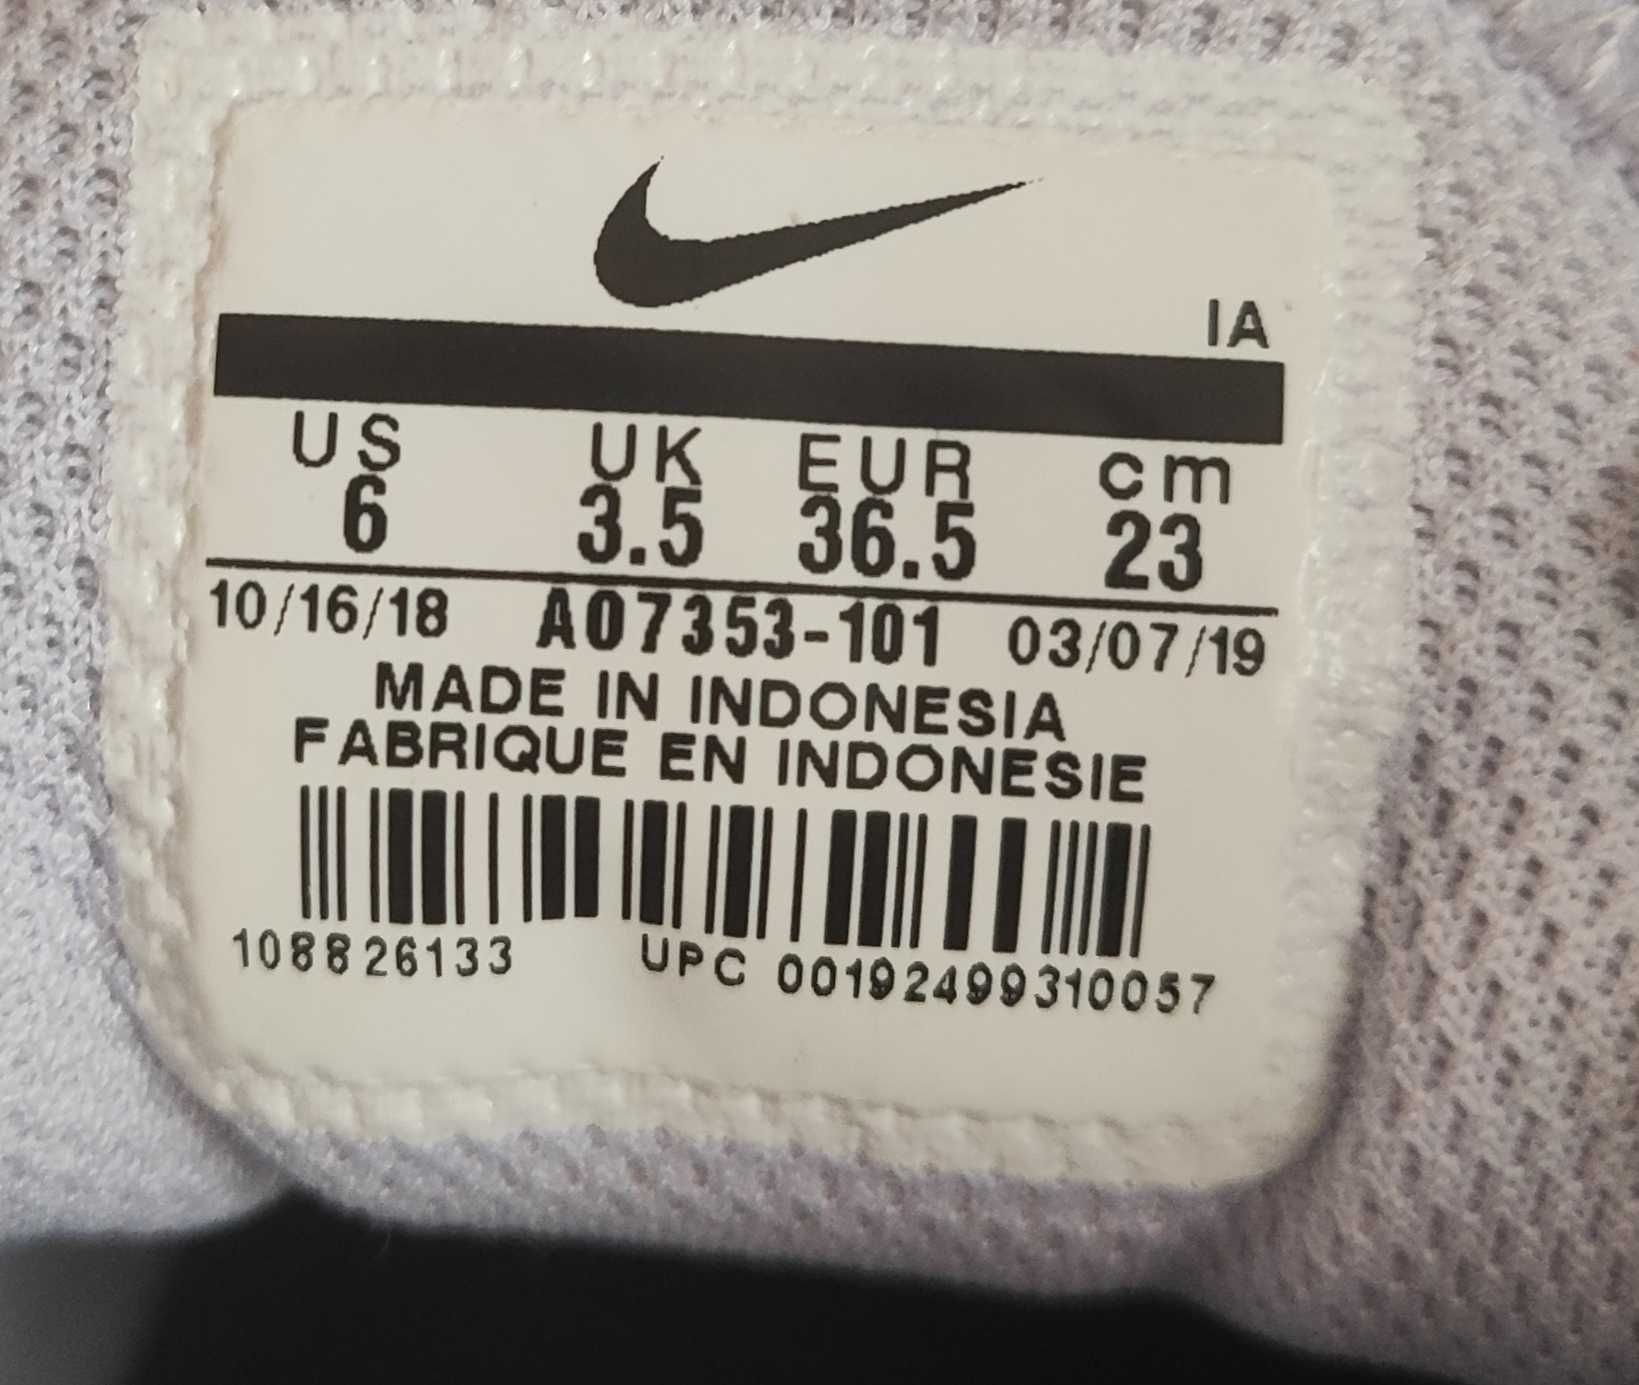 IA
US UK EUR cm
6 3.5 36.5 23
10/16/18 AO7353-101 03/07/19
MADE IN INDONESIA
FABRIQUE EN INDONESIE
108826133 UPC 00192499310057